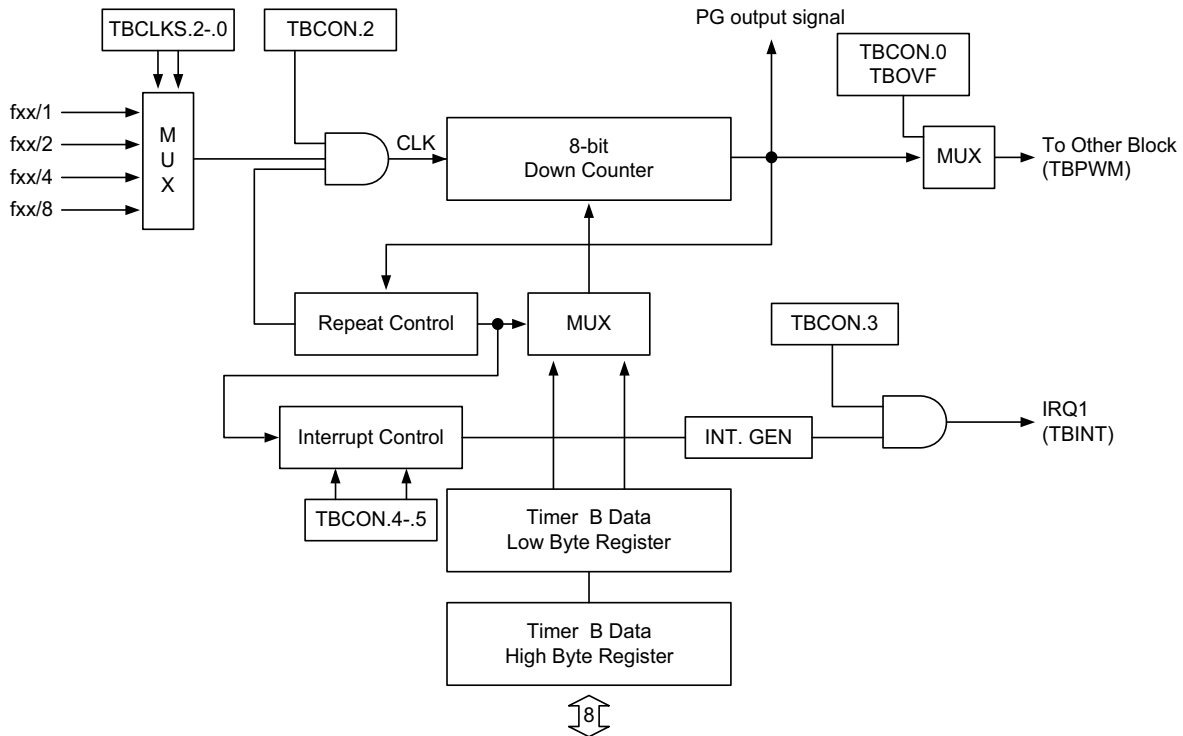 PG output signal
TBCLKS.2-.0
TBCON.2
TBCON.0
TBOVF
fxx/1
fxx/2
fxx/4
fxx/8
M
U
X
CLK
8-bit
Down Counter
MUX
To Other Block
(TBPWM)
Repeat Control
MUX
TBCON.3
Interrupt Control
INT. GEN
IRQ1
(TBINT)
TBCON.4-.5
Timer B Data
Low Byte Register
Timer B Data
High Byte Register
8